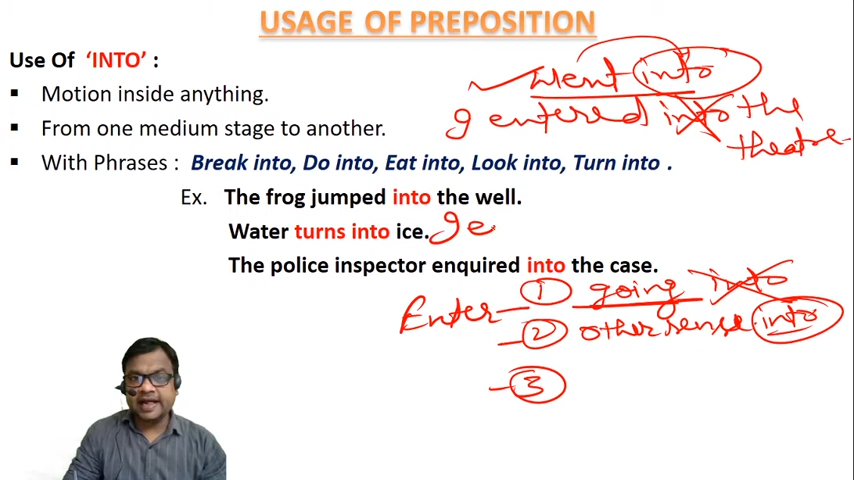 USAGE OF PREPOSITION
Use Of ‘INTO’ :
went into
▪ Motion inside anything.
I entered into the theatre
▪ From one medium stage to another.
▪ With Phrases : Break into, Do into, Eat into, Look into, Turn into .
Ex. The frog jumped into the well.
Water turns into ice. I e
The police inspector enquired into the case.
Enter - 1 going into
- 2 other sense into
- 3